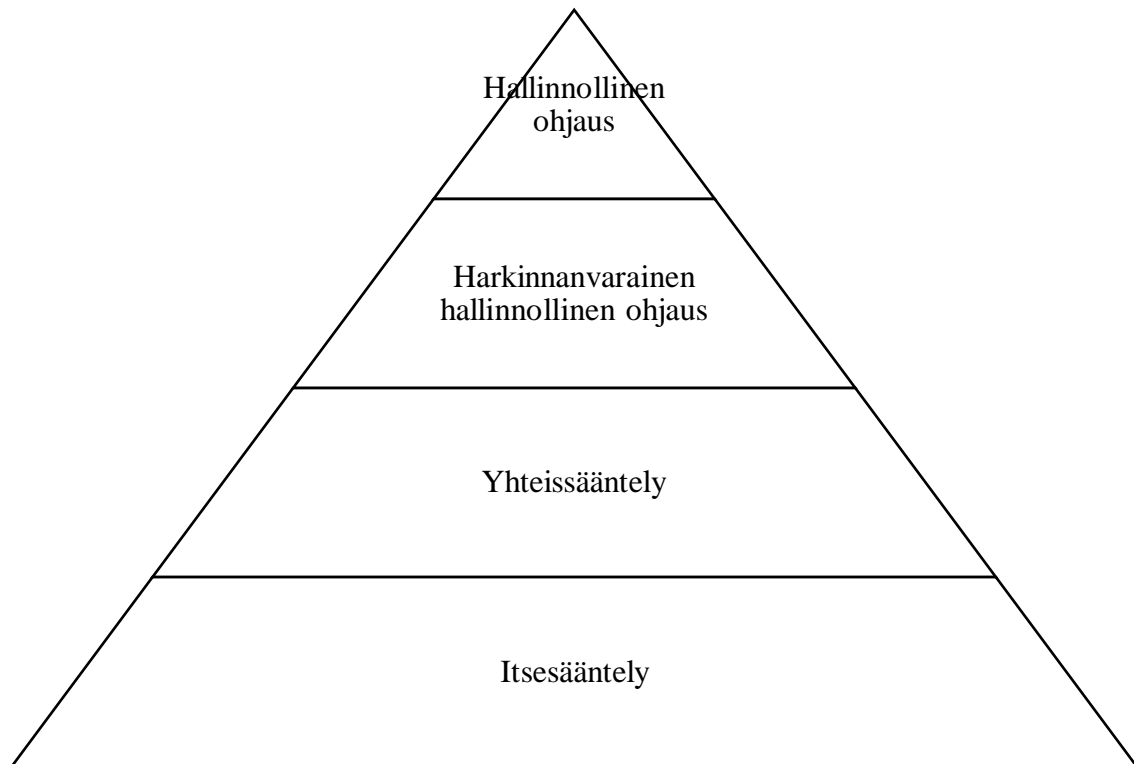 Hallinnollinen
ohjaus
Harkinnanvarainen
hallinnollinen ohjaus
Yhteissääntely
Itsesääntely